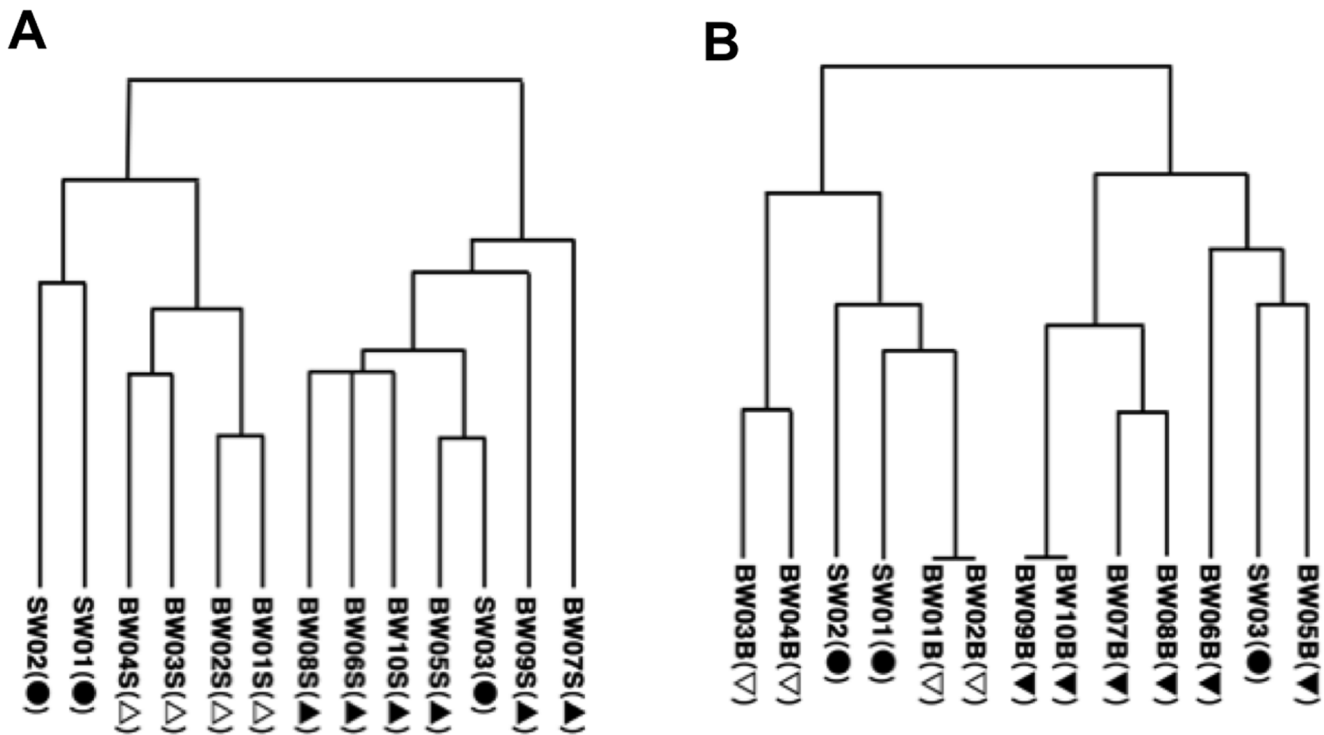 A
B
SW02(●)
SW01(●)
BW04S(△)
BW03S(△)
BW02S(△)
BW01S(△)
BW08S(▲)
BW06S(▲)
BW10S(▲)
BW05S(▲)
SW03(●)
BW09S(▲)
BW07S(▲)
BW03B(▽)
BW04B(▽)
SW02(●)
SW01(●)
BW01B(▽)
BW02B(▽)
BW09B(▼)
BW10B(▼)
BW07B(▼)
BW08B(▼)
BW06B(▼)
SW03(●)
BW05B(▼)